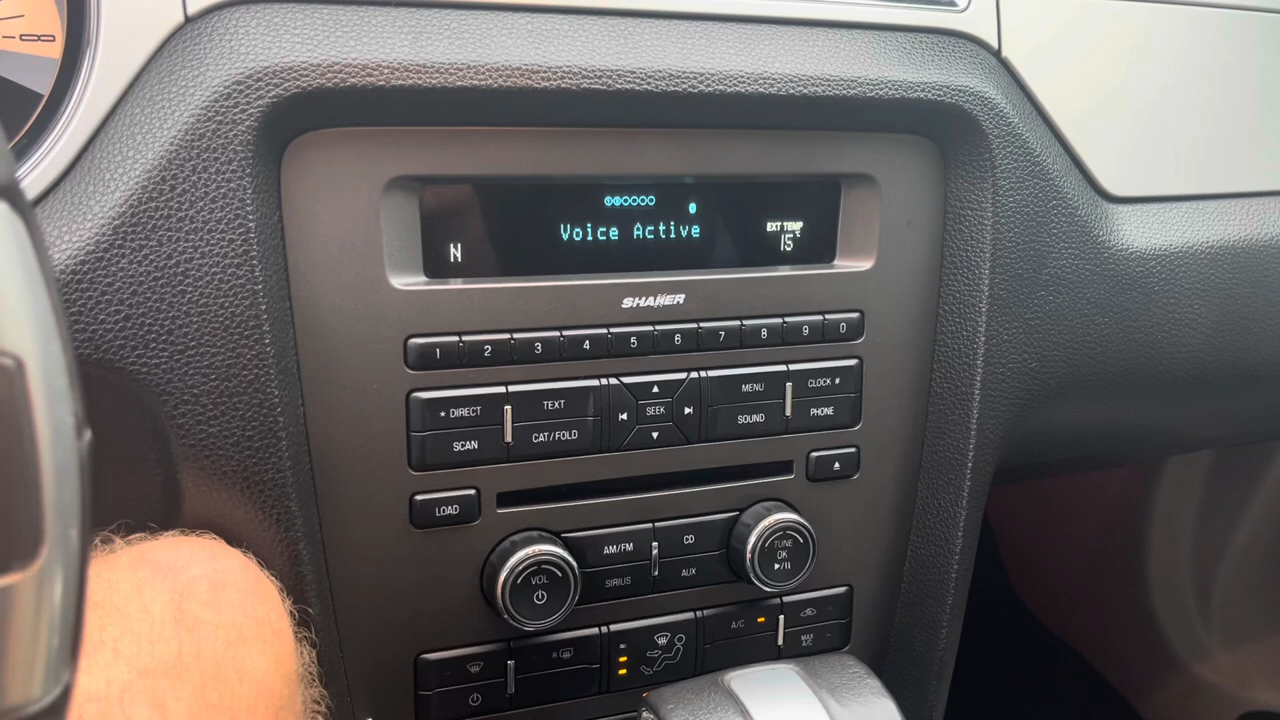 8
Voice Active
N
EXT TEMP
15°C
SHAKER
1 2 3 4 5 6 7 8 9 0
* DIRECT TEXT SEEK MENU CLOCK #
SCAN CAT/FOLD SOUND PHONE
LOAD
AM/FM CD
SIRIUS AUX
VOL
TUNE
OK
A/C
R
MAX
A/C